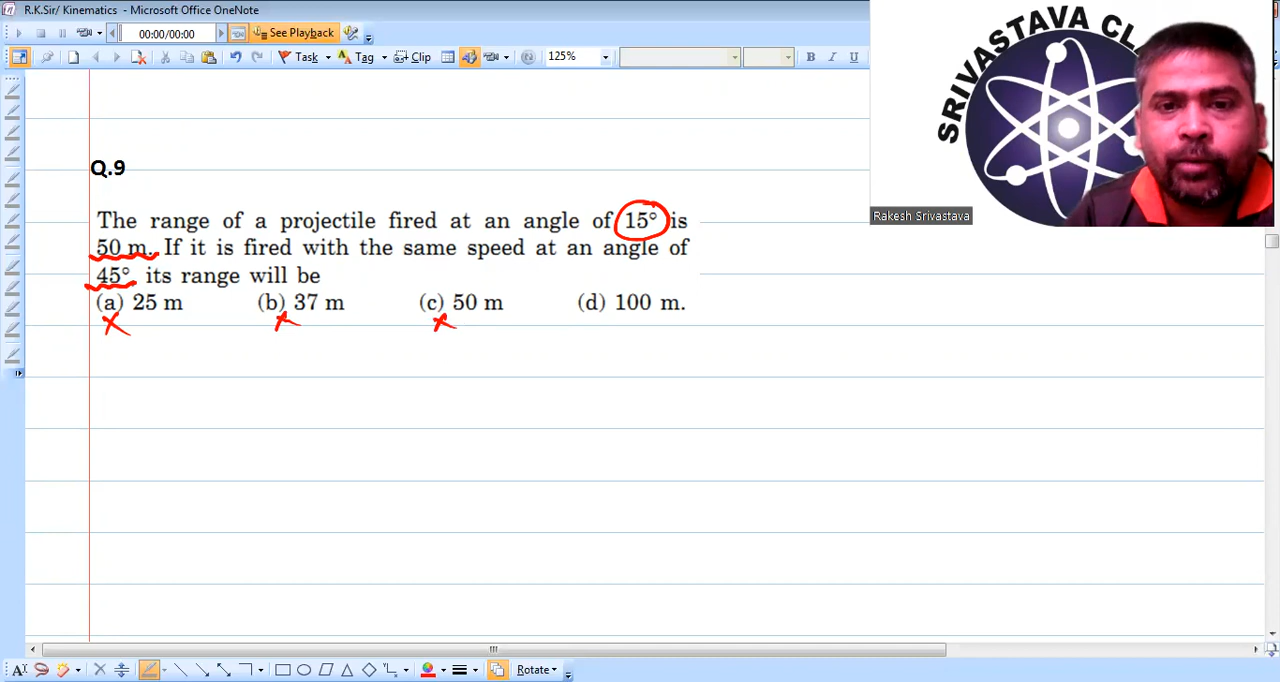 R.K.Sir/ Kinematics - Microsoft Office OneNote
00:00/00:00 See Playback
Task Tag Clip 125% B I U
SRIVASTAVA CL
Q.9
The range of a projectile fired at an angle of 15° is
50 m. If it is fired with the same speed at an angle of
45° its range will be
(a) 25 m (b) 37 m (c) 50 m (d) 100 m.
Rakesh Srivastava
Rotate